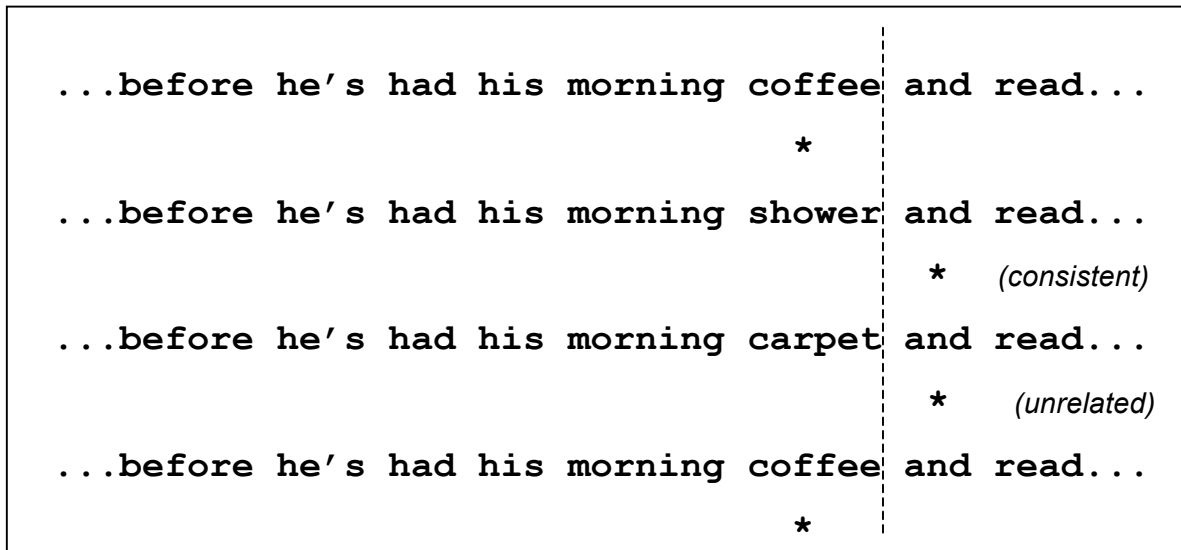 ...before he’s had his morning coffee and read...
*
...before he’s had his morning shower and read...
* (consistent)
...before he’s had his morning carpet and read...
* (unrelated)
...before he’s had his morning coffee and read...
*